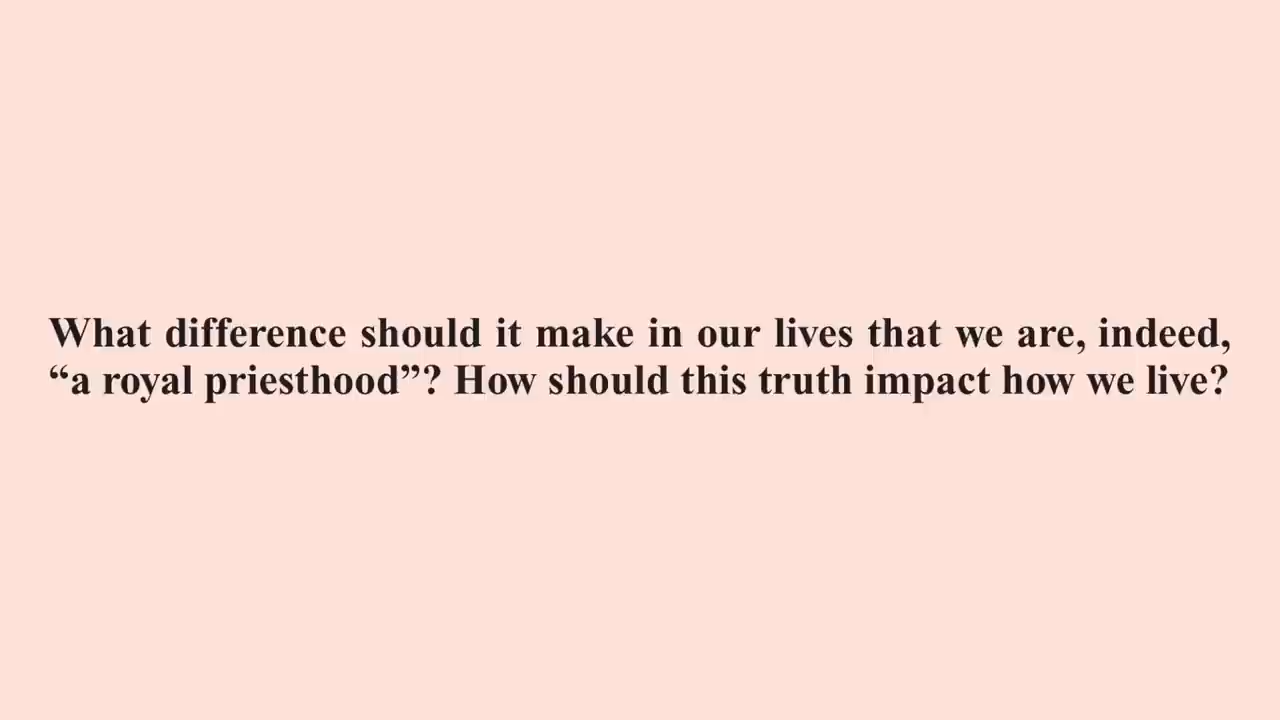 What difference should it make in our lives that we are, indeed,
“a royal priesthood”? How should this truth impact how we live?